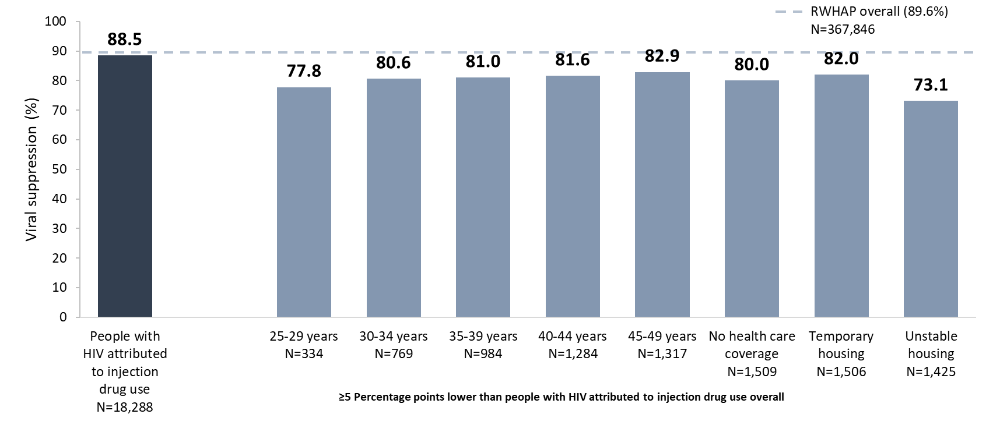 RWHAP overall (89.6%)
N=367,846
Viral suppression (%)
100
90
80
70
60
50
40
30
20
10
0
88.5
77.8
80.6
81.0
81.6
82.9
80.0
82.0
73.1
People with
HIV attributed
to injection
drug use
N=18,288
25-29 years
N=334
30-34 years
N=769
35-39 years
N=984
40-44 years
N=1,284
45-49 years
N=1,317
No health care
coverage
N=1,509
Temporary
housing
N=1,506
Unstable
housing
N=1,425
≥5 Percentage points lower than people with HIV attributed to injection drug use overall